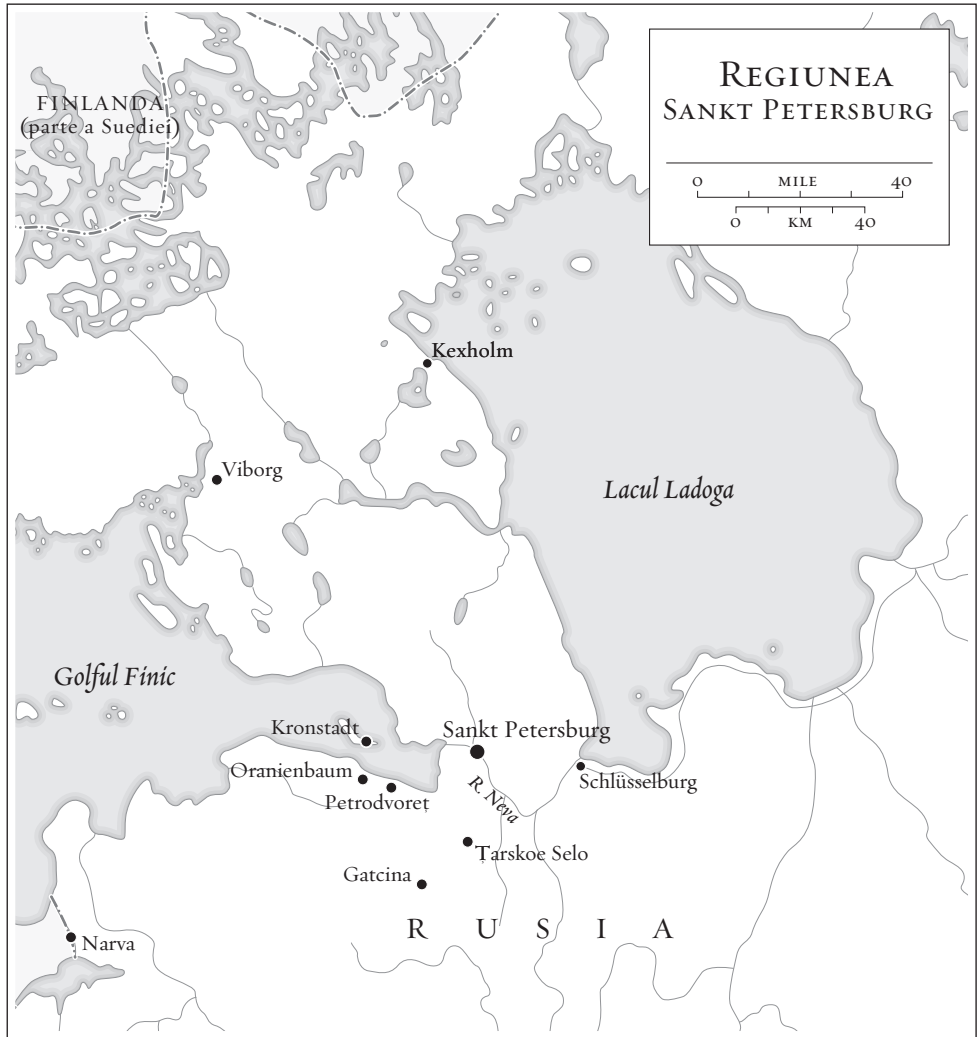 REGIUNEA
SANKT PETERSBURG
0 MILE 40
0 KM 40
FINLANDA
(parte a Suediei)
Kexholm
Viborg
Lacul Ladoga
Golful Finic
Kronstadt
Sankt Petersburg
Oranienbaum
Schlüsselburg
Petrodvoreț
R. Neva
Țarskoe Selo
Gatcina
RUSIA
Narva